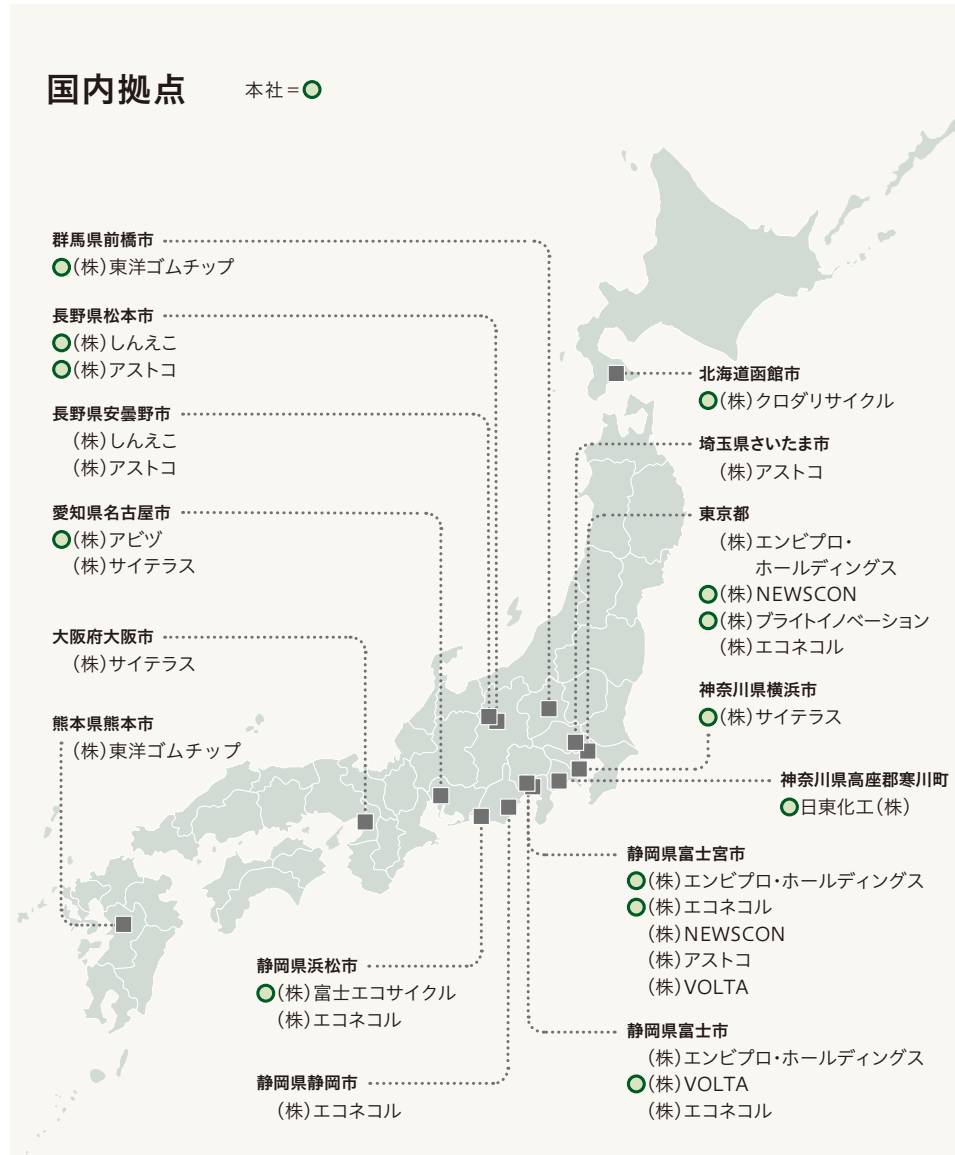 国内拠点
本社=
群馬県前橋市
(株)東洋ゴムチップ
長野県松本市
(株)しんえこ
(株)アストコ
長野県安曇野市
(株)しんえこ
(株)アストコ
愛知県名古屋市
(株)アビヅ
(株)サイテラス
大阪府大阪市
(株)サイテラス
熊本県熊本市
(株)東洋ゴムチップ
北海道函館市
(株)クロダリサイクル
埼玉県さいたま市
(株)アストコ
東京都
(株)エンビプロ・
ホールディングス
(株)NEWSCON
(株)ブライトイノベーション
(株)エコネコル
神奈川県横浜市
(株)サイテラス
神奈川県高座郡寒川町
日東化工(株)
静岡県富士宮市
(株)エンビプロ・ホールディングス
(株)エコネコル
(株)NEWSCON
(株)アストコ
(株)VOLTA
静岡県富士市
(株)エンビプロ・ホールディングス
(株)VOLTA
(株)エコネコル
静岡県浜松市
(株)富士エコサイクル
(株)エコネコル
静岡県静岡市
(株)エコネコル